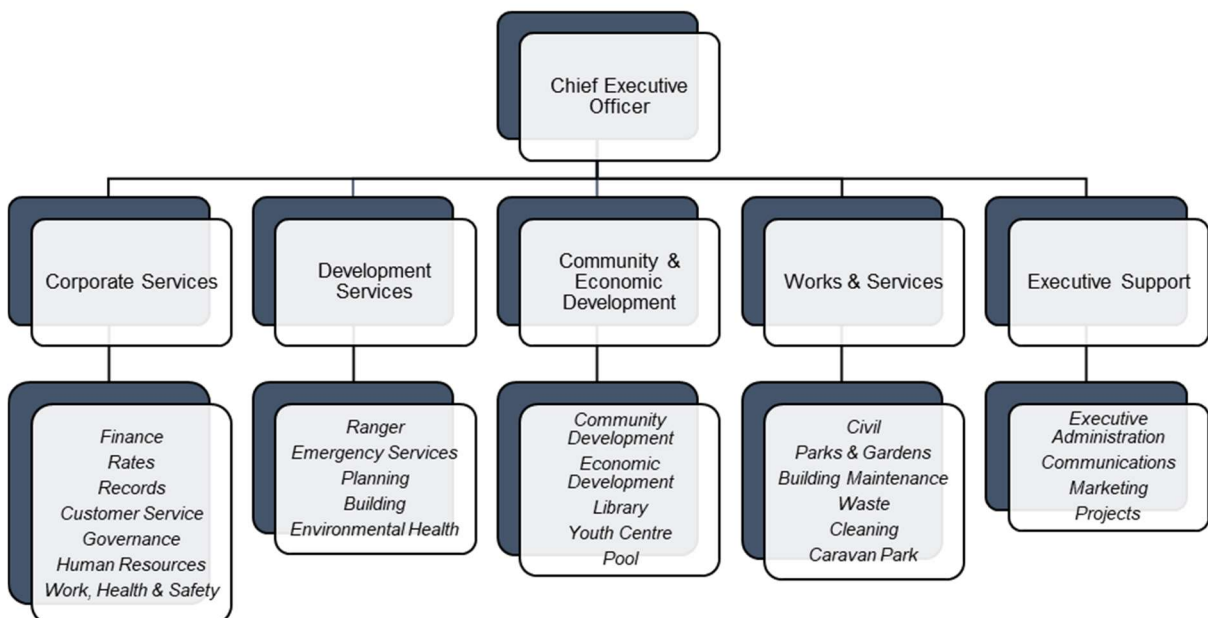 Chief Executive
Officer
Corporate Services
Development
Services
Community &
Economic
Development
Works & Services
Executive Support
Finance
Rates
Records
Customer Service
Governance
Human Resources
Work, Health & Safety
Ranger
Emergency Services
Planning
Building
Environmental Health
Community
Development
Economic
Development
Library
Youth Centre
Pool
Civil
Parks & Gardens
Building Maintenance
Waste
Cleaning
Caravan Park
Executive
Administration
Communications
Marketing
Projects